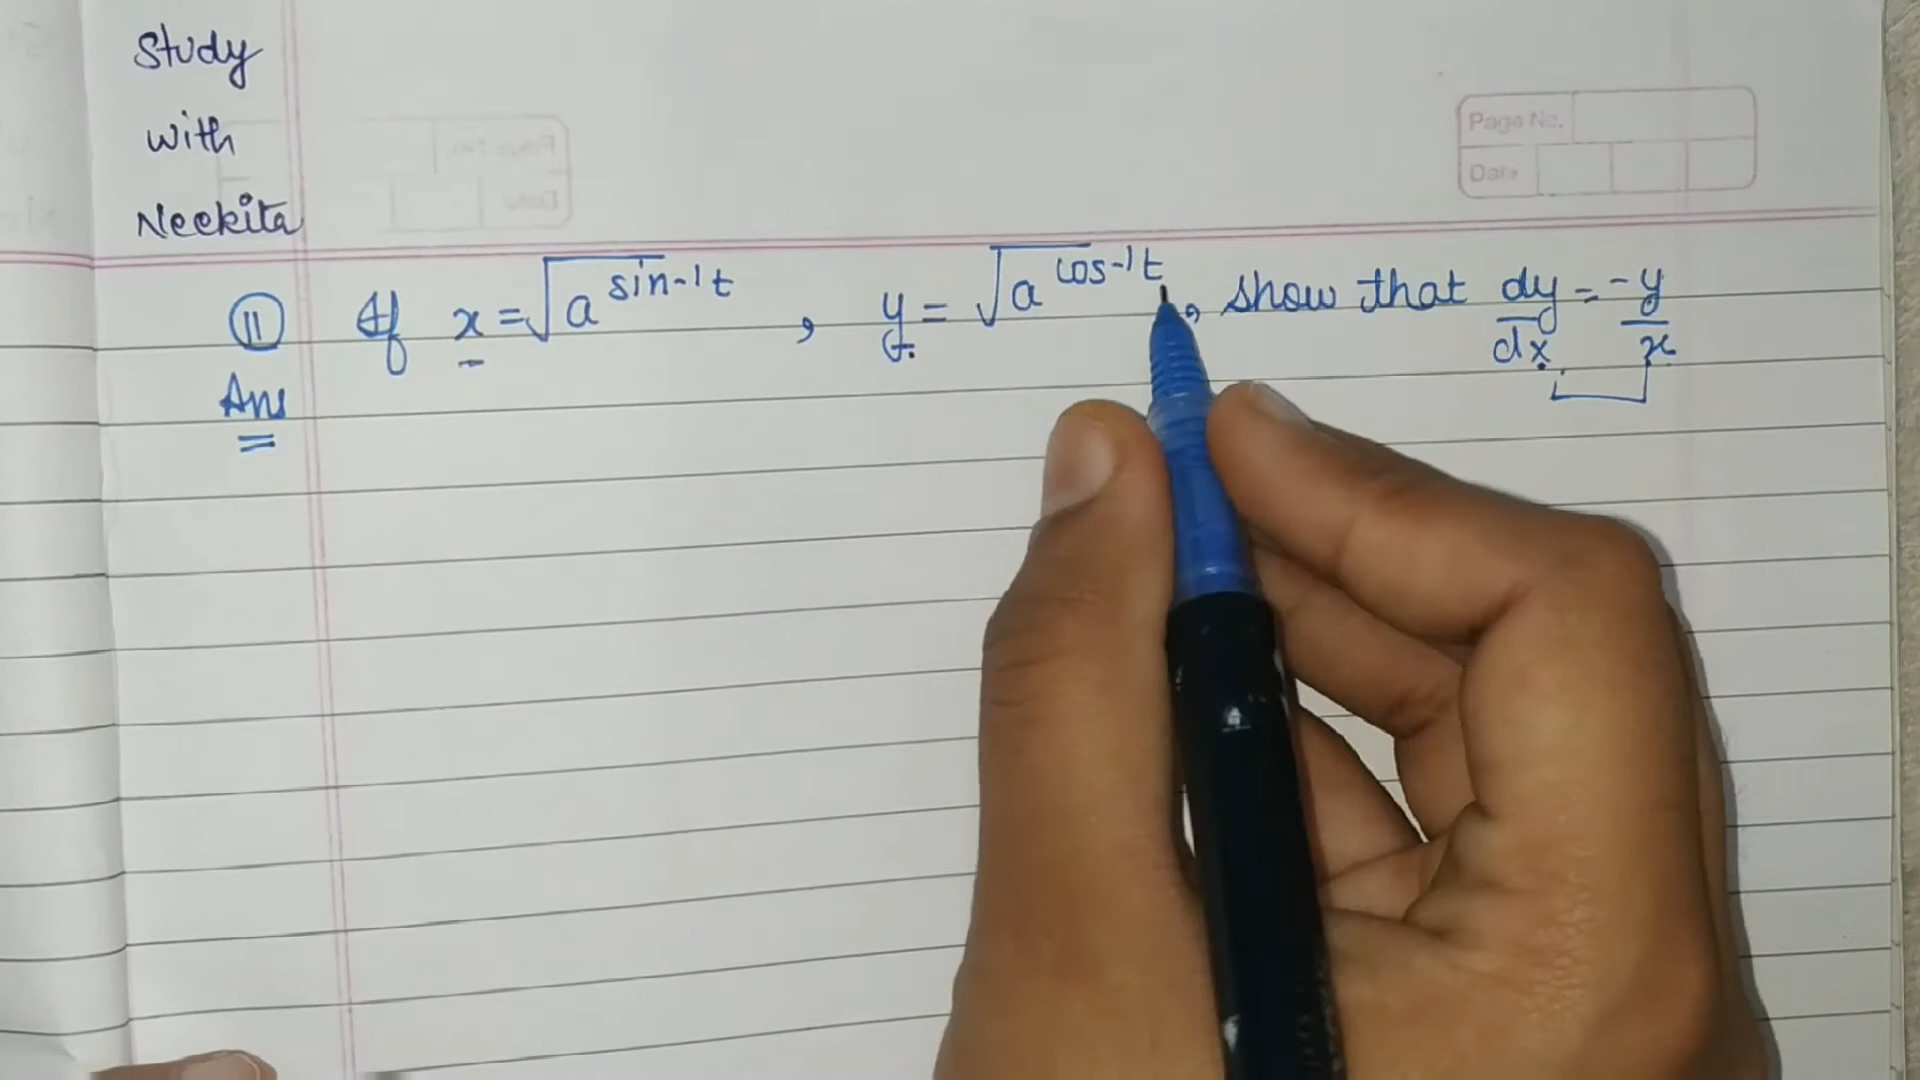 Study
with
Neekita
Page No.
Date
⑪ If x = √a^sin-1t , y = √a^cos-1t , show that dy/dx = -y/x
Ans